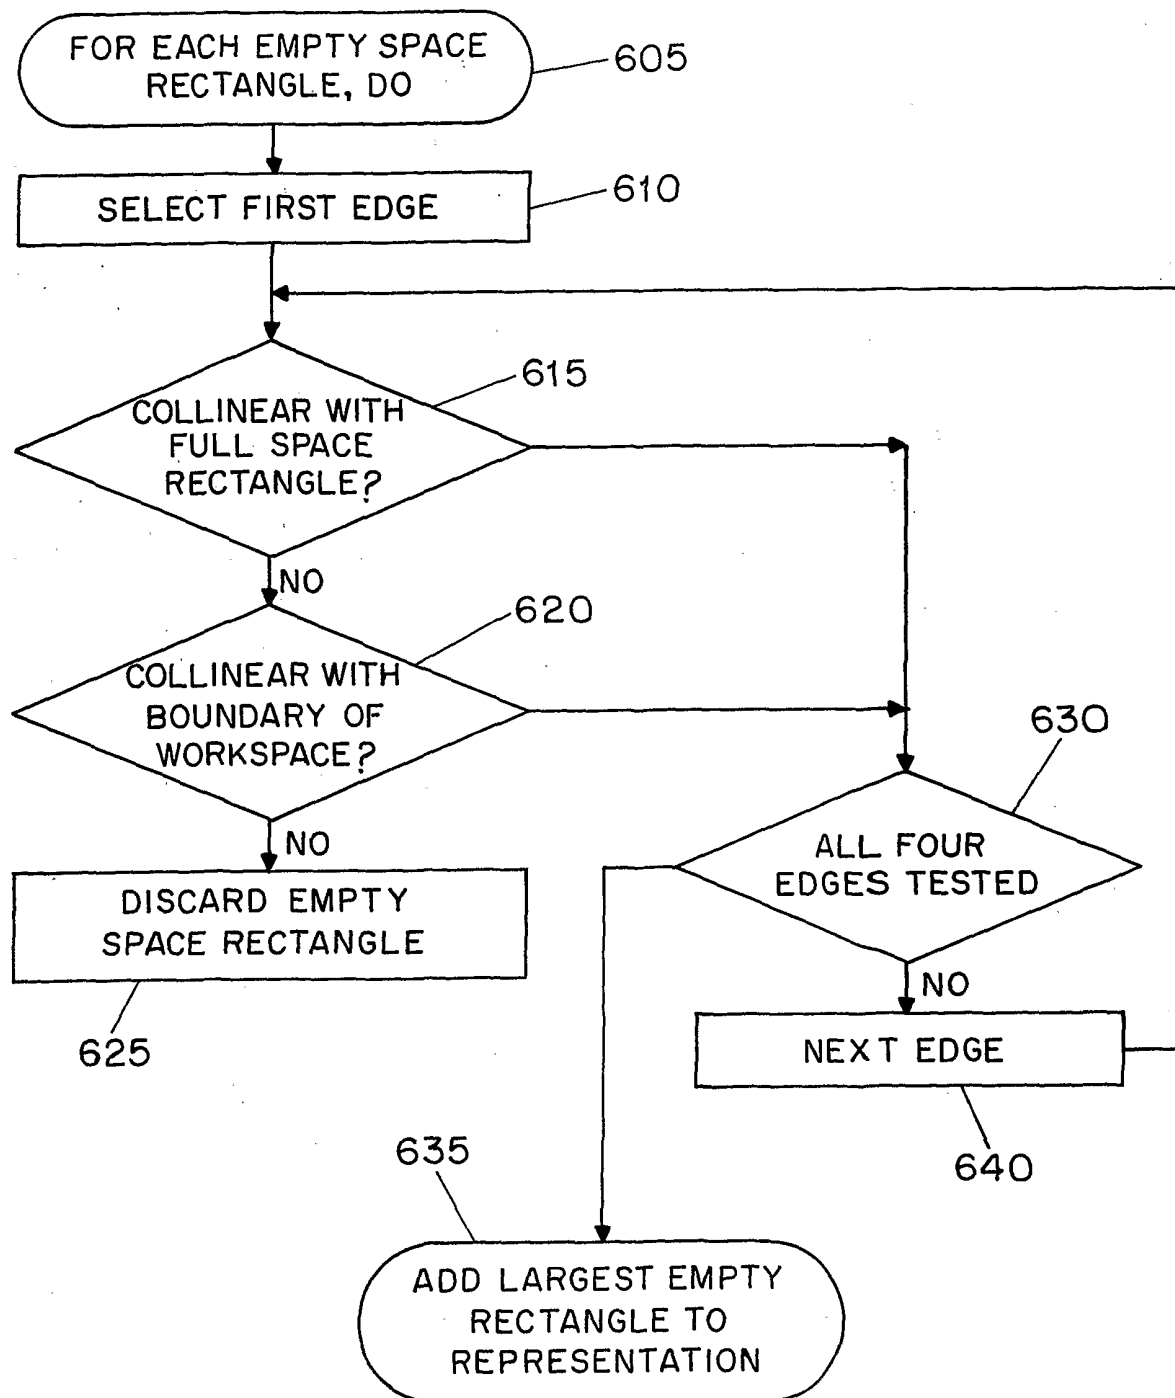 FOR EACH EMPTY SPACE
RECTANGLE, DO
605
SELECT FIRST EDGE
610
COLLINEAR WITH
FULL SPACE
RECTANGLE?
615
NO
COLLINEAR WITH
BOUNDARY OF
WORKSPACE?
620
NO
DISCARD EMPTY
SPACE RECTANGLE
625
630
ALL FOUR
EDGES TESTED
NO
NEXT EDGE
640
635
ADD LARGEST EMPTY
RECTANGLE TO
REPRESENTATION